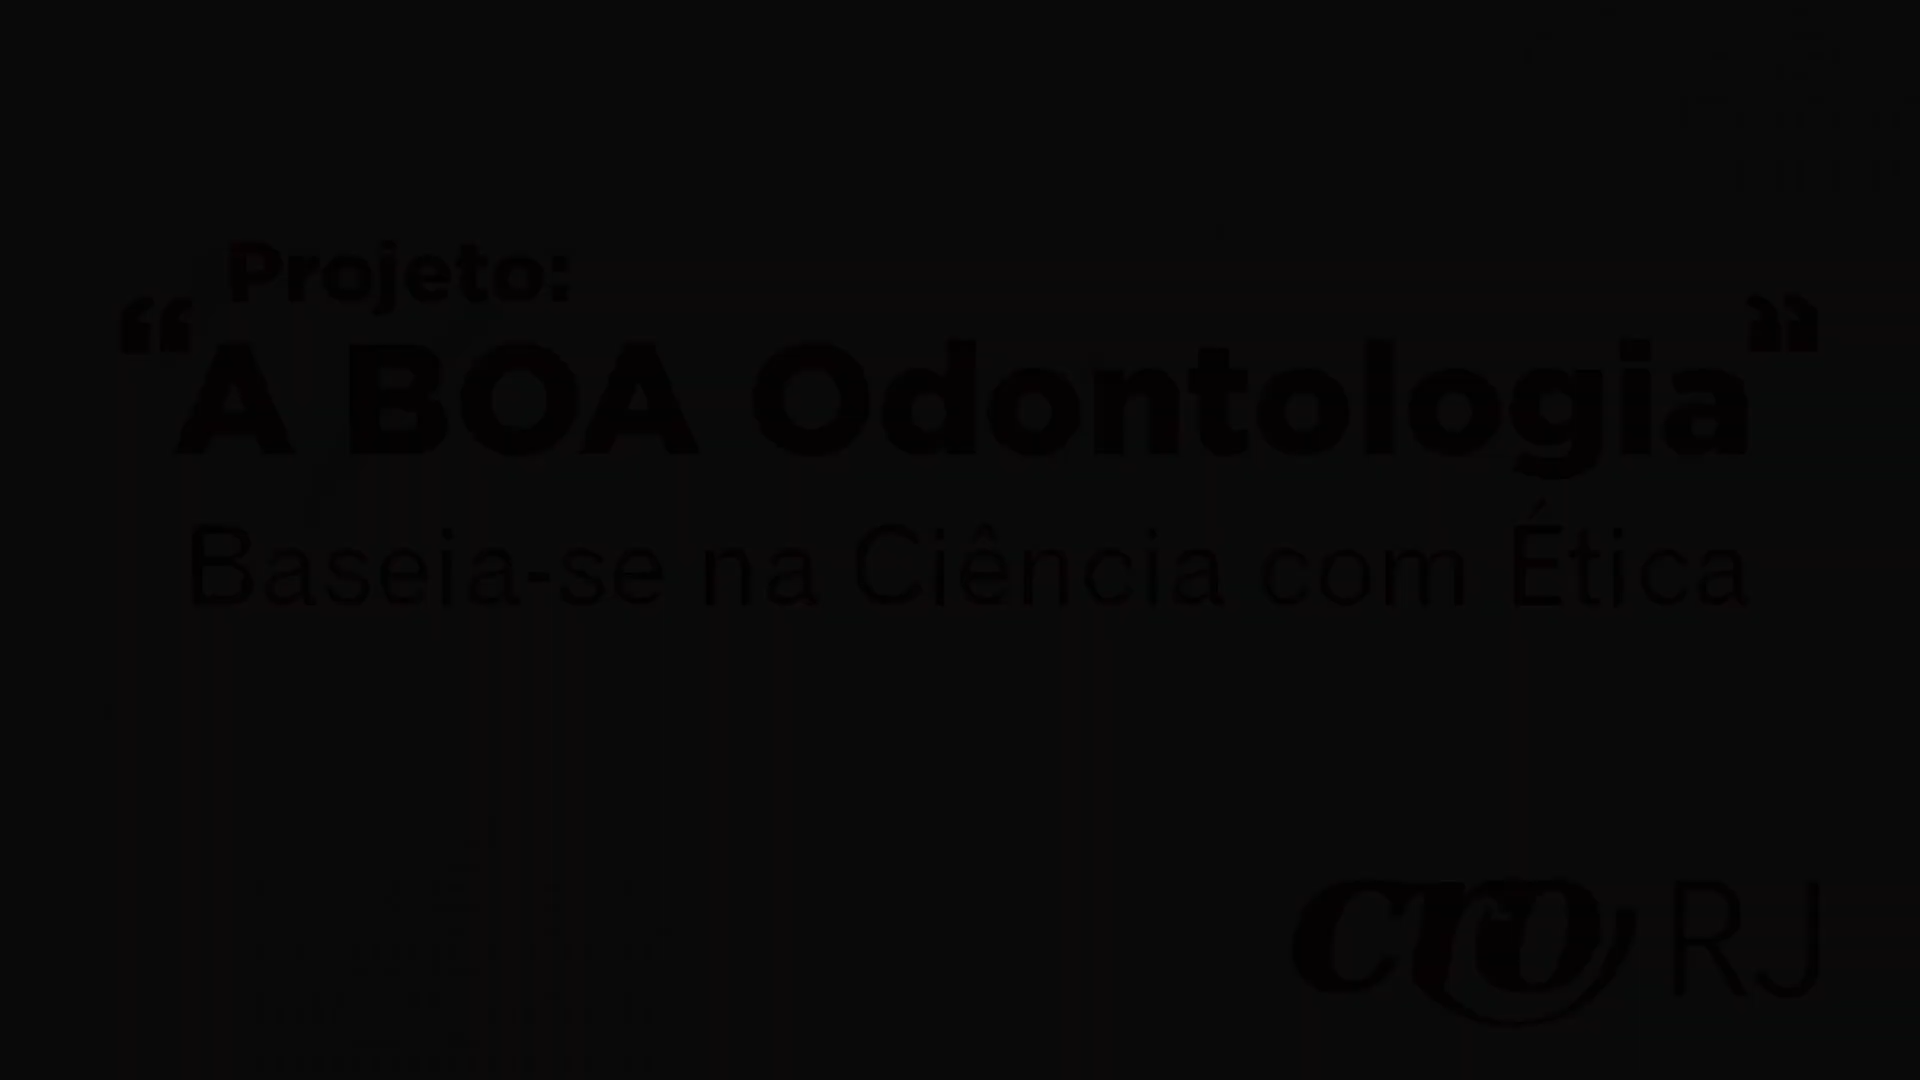 Projeto:
“A BOA Odontologia”
Baseia-se na Ciência com Ética
cro RJ